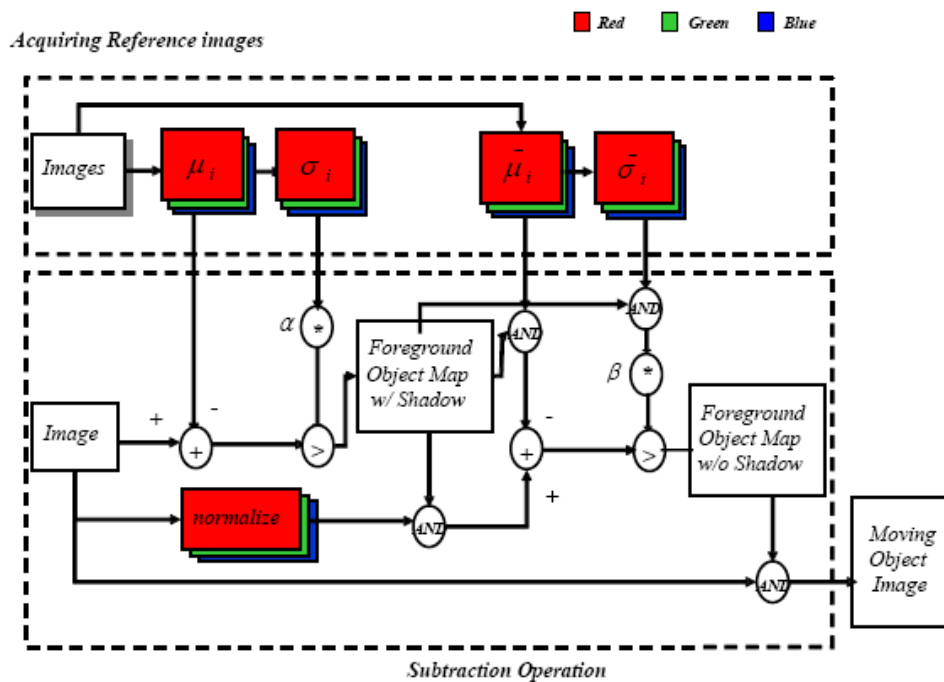 Red Green Blue
Acquiring Reference images
Images
μ i
σ i
μ̄ i
σ̄ i
α
*
AND
AND
β
*
Foreground
Object Map
w/ Shadow
Image
+
-
+
>
-
+
+
>
Foreground
Object Map
w/o Shadow
normalize
AND
AND
Moving
Object
Image
Subtraction Operation